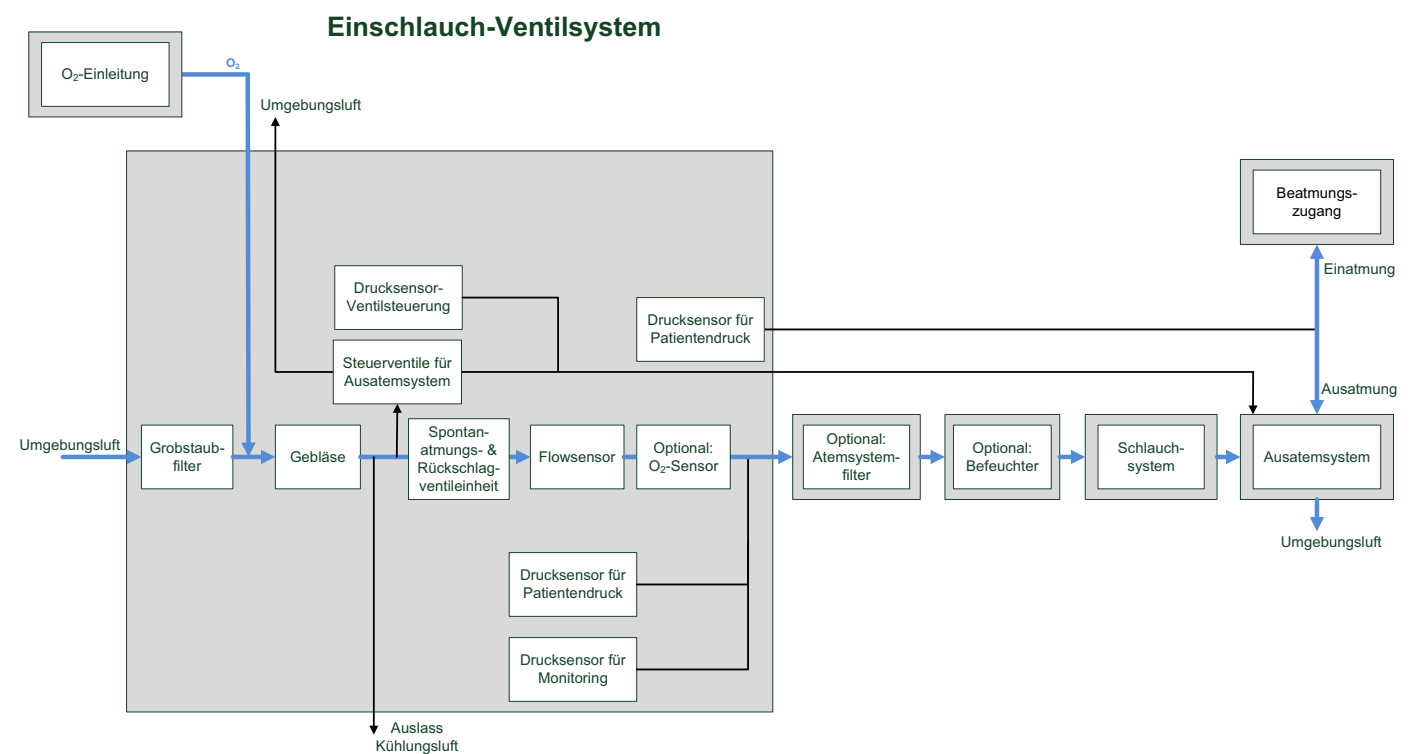 Einschlauch-Ventilsystem
O₂-Einleitung
O₂
Umgebungsluft
Beatmungs-
zugang
Einatmung
Drucksensor-
Ventilsteuerung
Drucksensor für
Patientendruck
Steuerventile für
Ausatemsystem
Ausatmung
Umgebungsluft
Grobstaub-
filter
Gebläse
Spontan-
atmungs- &
Rückschlag-
ventileinheit
Flowsensor
Optional:
O₂-Sensor
Optional:
Atemsystem-
filter
Optional:
Befeuchter
Schlauch-
system
Ausatemsystem
Umgebungsluft
Drucksensor für
Patientendruck
Drucksensor für
Monitoring
Auslass
Kühlungsluft